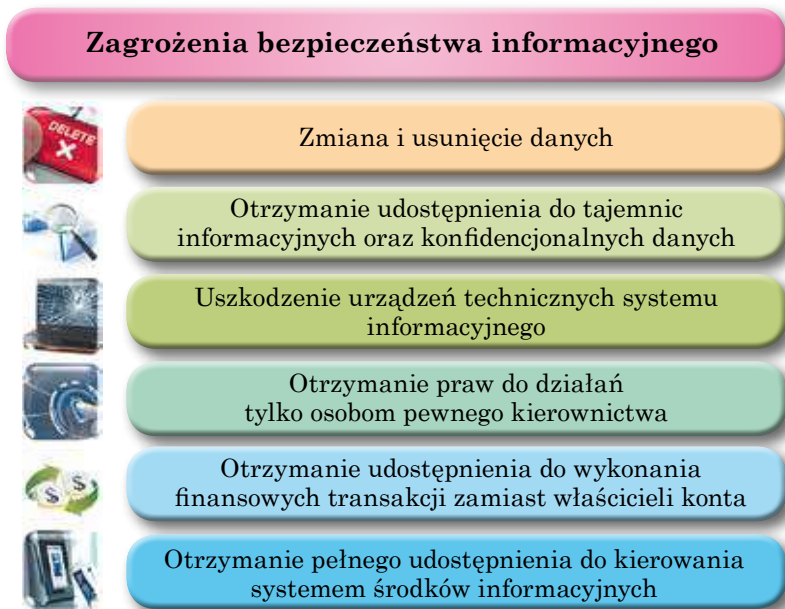 Zagrożenia bezpieczeństwa informacyjnego
DELETE
Zmiana i usunięcie danych
Otrzymanie udostępnienia do tajemnic
informacyjnych oraz konfidencjonalnych danych
Uszkodzenie urządzeń technicznych systemu
informacyjnego
Otrzymanie praw do działań
tylko osobom pewnego kierownictwa
$ $
Otrzymanie udostępnienia do wykonania
finansowych transakcji zamiast właścicieli konta
Otrzymanie pełnego udostępnienia do kierowania
systemem środków informacyjnych